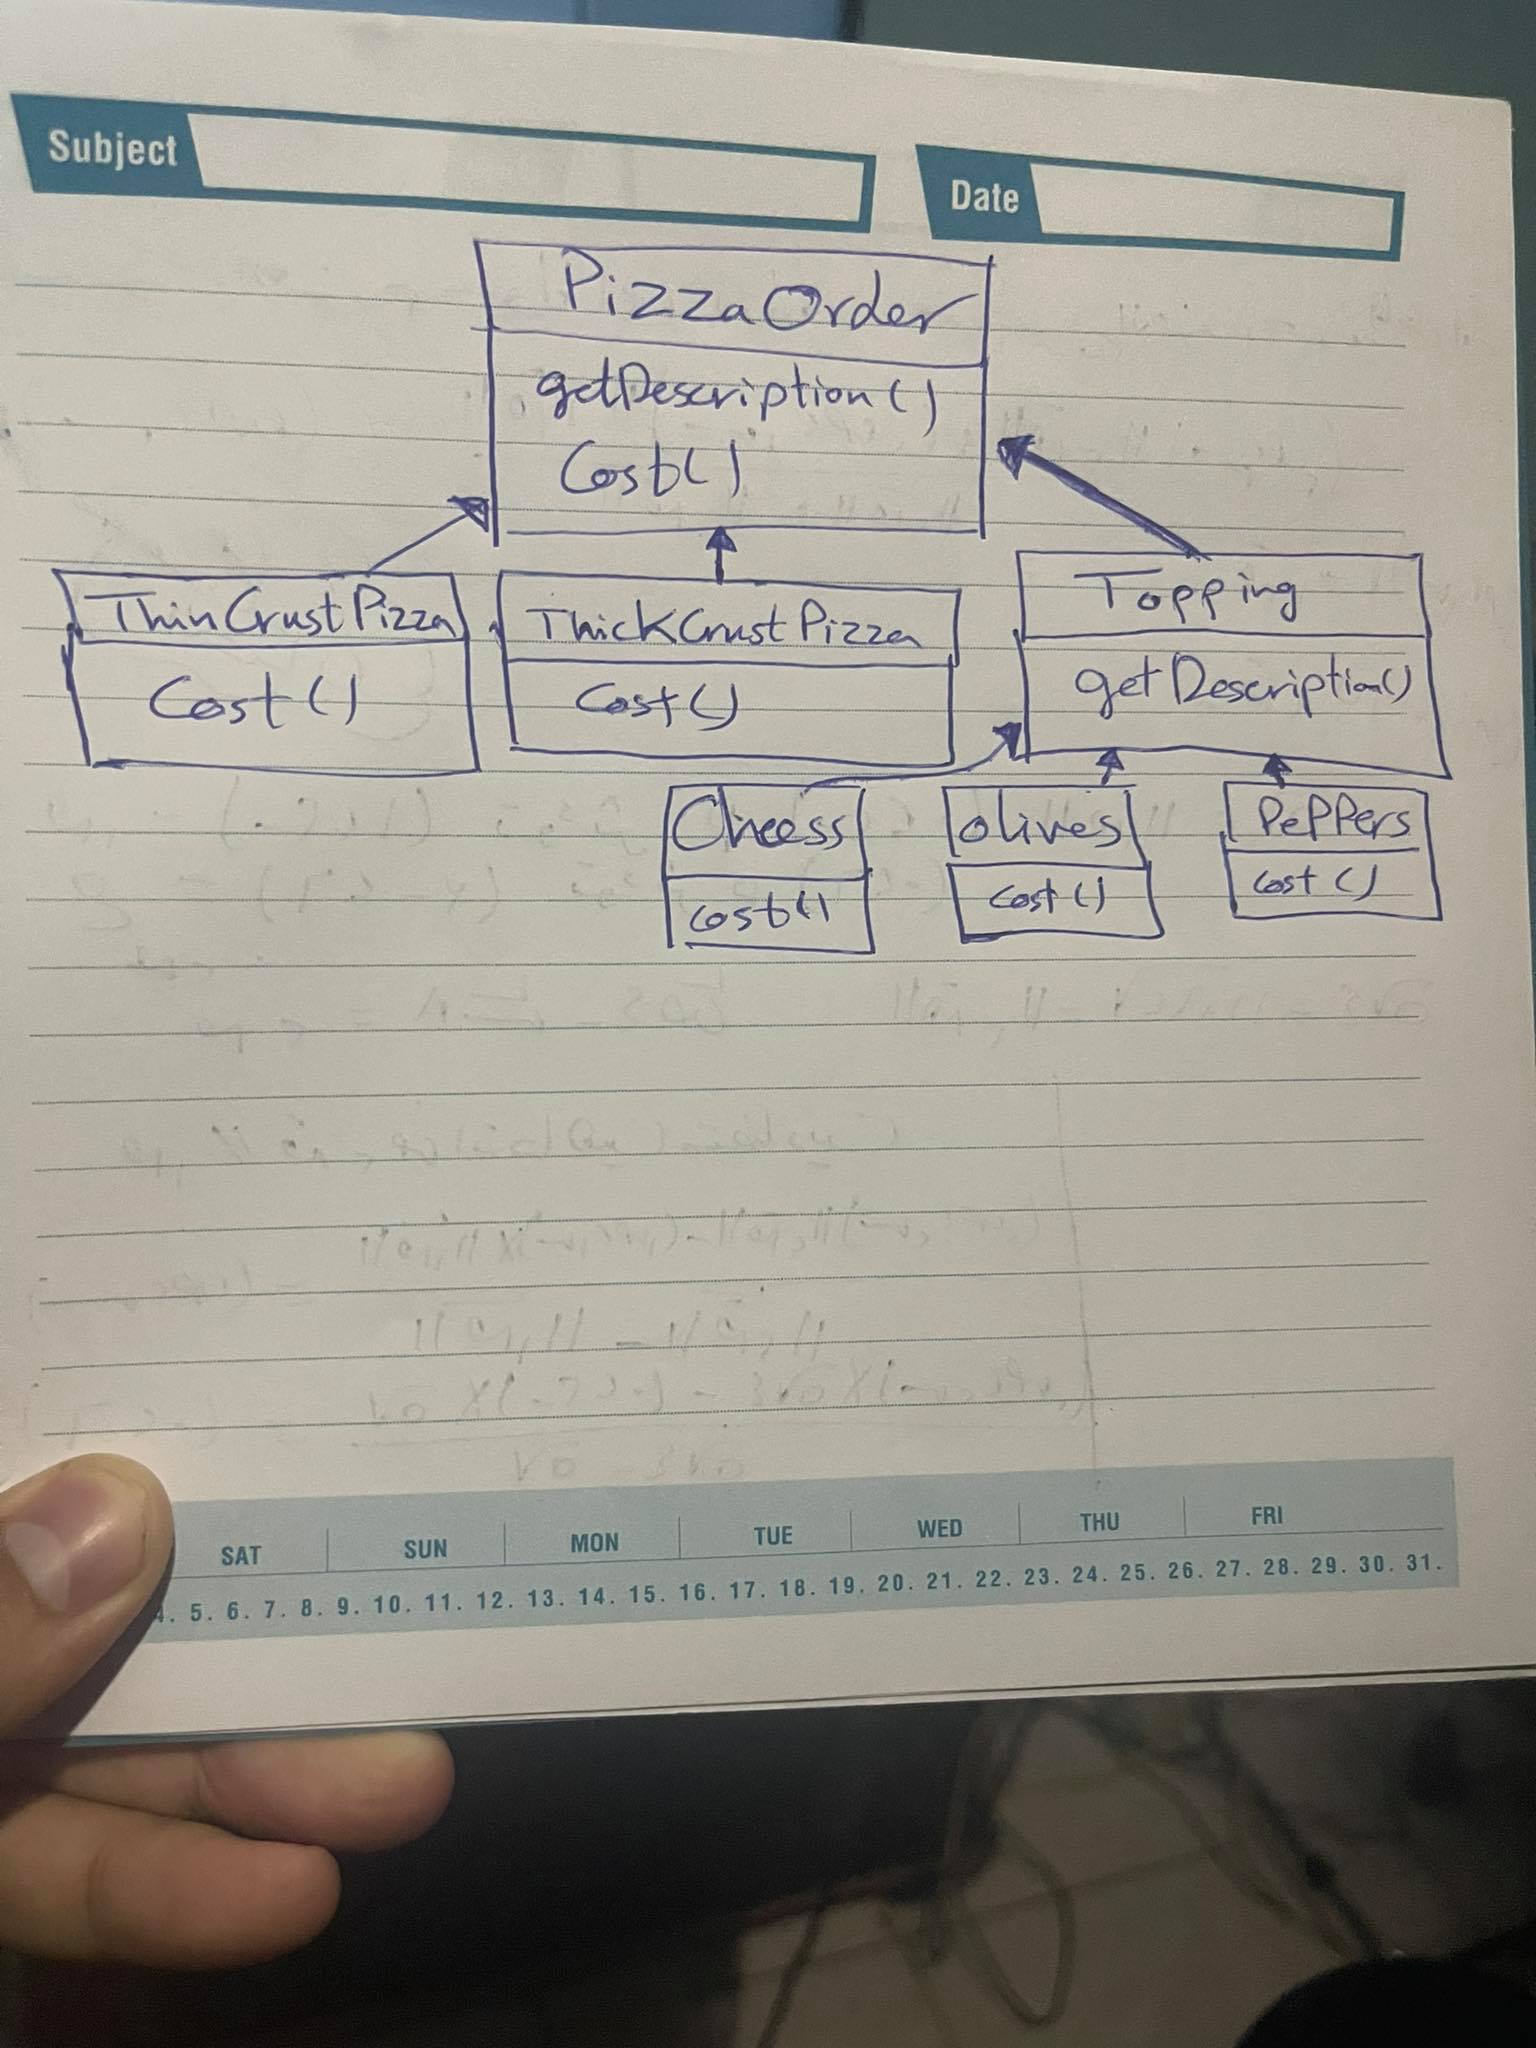 Subject
Date
PizzaOrder
getDescription()
Cost()
ThinCrustPizza
Cost()
ThickCrustPizza
Cost()
Topping
getDescription()
Cheess
cost()
olives
cost()
PePPers
cost()
SAT SUN MON TUE WED THU FRI
4. 5. 6. 7. 8. 9. 10. 11. 12. 13. 14. 15. 16. 17. 18. 19. 20. 21. 22. 23. 24. 25. 26. 27. 28. 29. 30. 31.